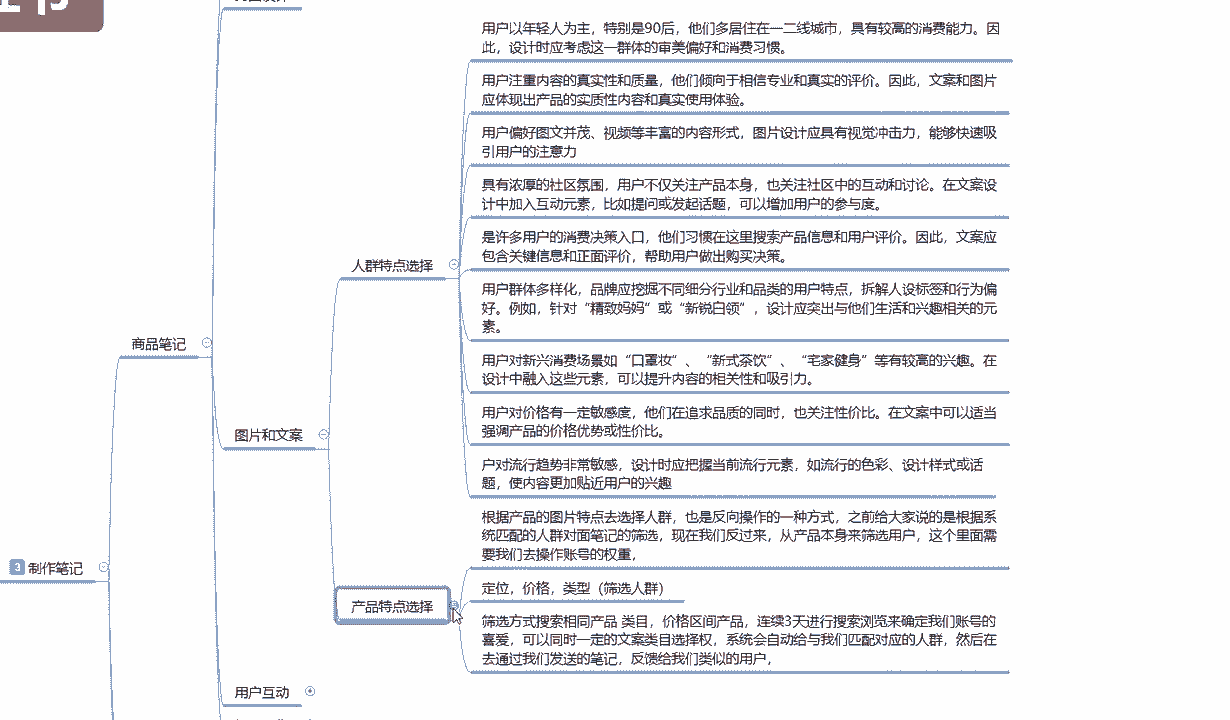 书
用户以年轻人为主，特别是90后，他们多居住在一二线城市，具有较高的消费能力。因
此，设计时应考虑这一群体的审美偏好和消费习惯。
用户注重内容的真实性和质量，他们倾向于相信专业和真实的评价。因此，文案和图片
应体现出产品的实质性内容和真实使用体验。
用户偏好图文并茂、视频等丰富的内容形式，图片设计应具有视觉冲击力，能够快速吸
引用户的注意力
具有浓厚的社区氛围，用户不仅关注产品本身，也关注社区中的互动和讨论。在文案设
计中加入互动元素，比如提问或发起话题，可以增加用户的参与度。
是许多用户的消费决策入口，他们习惯在这里搜索产品信息和用户评价。因此，文案应
包含关键信息和正面评价，帮助用户做出购买决策。
人群特点选择
用户群体多样化，品牌应挖掘不同细分行业和品类的用户特点，拆解人设标签和行为偏
好。例如，针对“精致妈妈”或“新锐白领”，设计应突出与他们生活和兴趣相关的元
素。
商品笔记
用户对新兴消费场景如“口罩妆”、“新式茶饮”、“宅家健身”等有较高的兴趣。在
设计中融入这些元素，可以提升内容的相关性和吸引力。
用户对价格有一定敏感度，他们在追求品质的同时，也关注性价比。在文案中可以适当
强调产品的价格优势或性价比。
图片和文案
户对流行趋势非常敏感，设计时应把握当前流行元素，如流行的色彩、设计样式或话
题，使内容更加贴近用户的兴趣
根据产品的图片特点去选择人群，也是反向操作的一种方式，之前给大家说的是根据系
统匹配的人群对面笔记的筛选，现在我们反过来，从产品本身来筛选用户，这个里面需
要我们去操作账号的权重，
3 制作笔记
定位，价格，类型（筛选人群）
产品特点选择
筛选方式搜索相同产品 类目，价格区间产品，连续3天进行搜索浏览来确定我们账号的
喜爱，可以同时一定的文案类目选择权，系统会自动给与我们匹配对应的人群，然后在
去通过我们发送的笔记，反馈给我们类似的用户，
用户互动